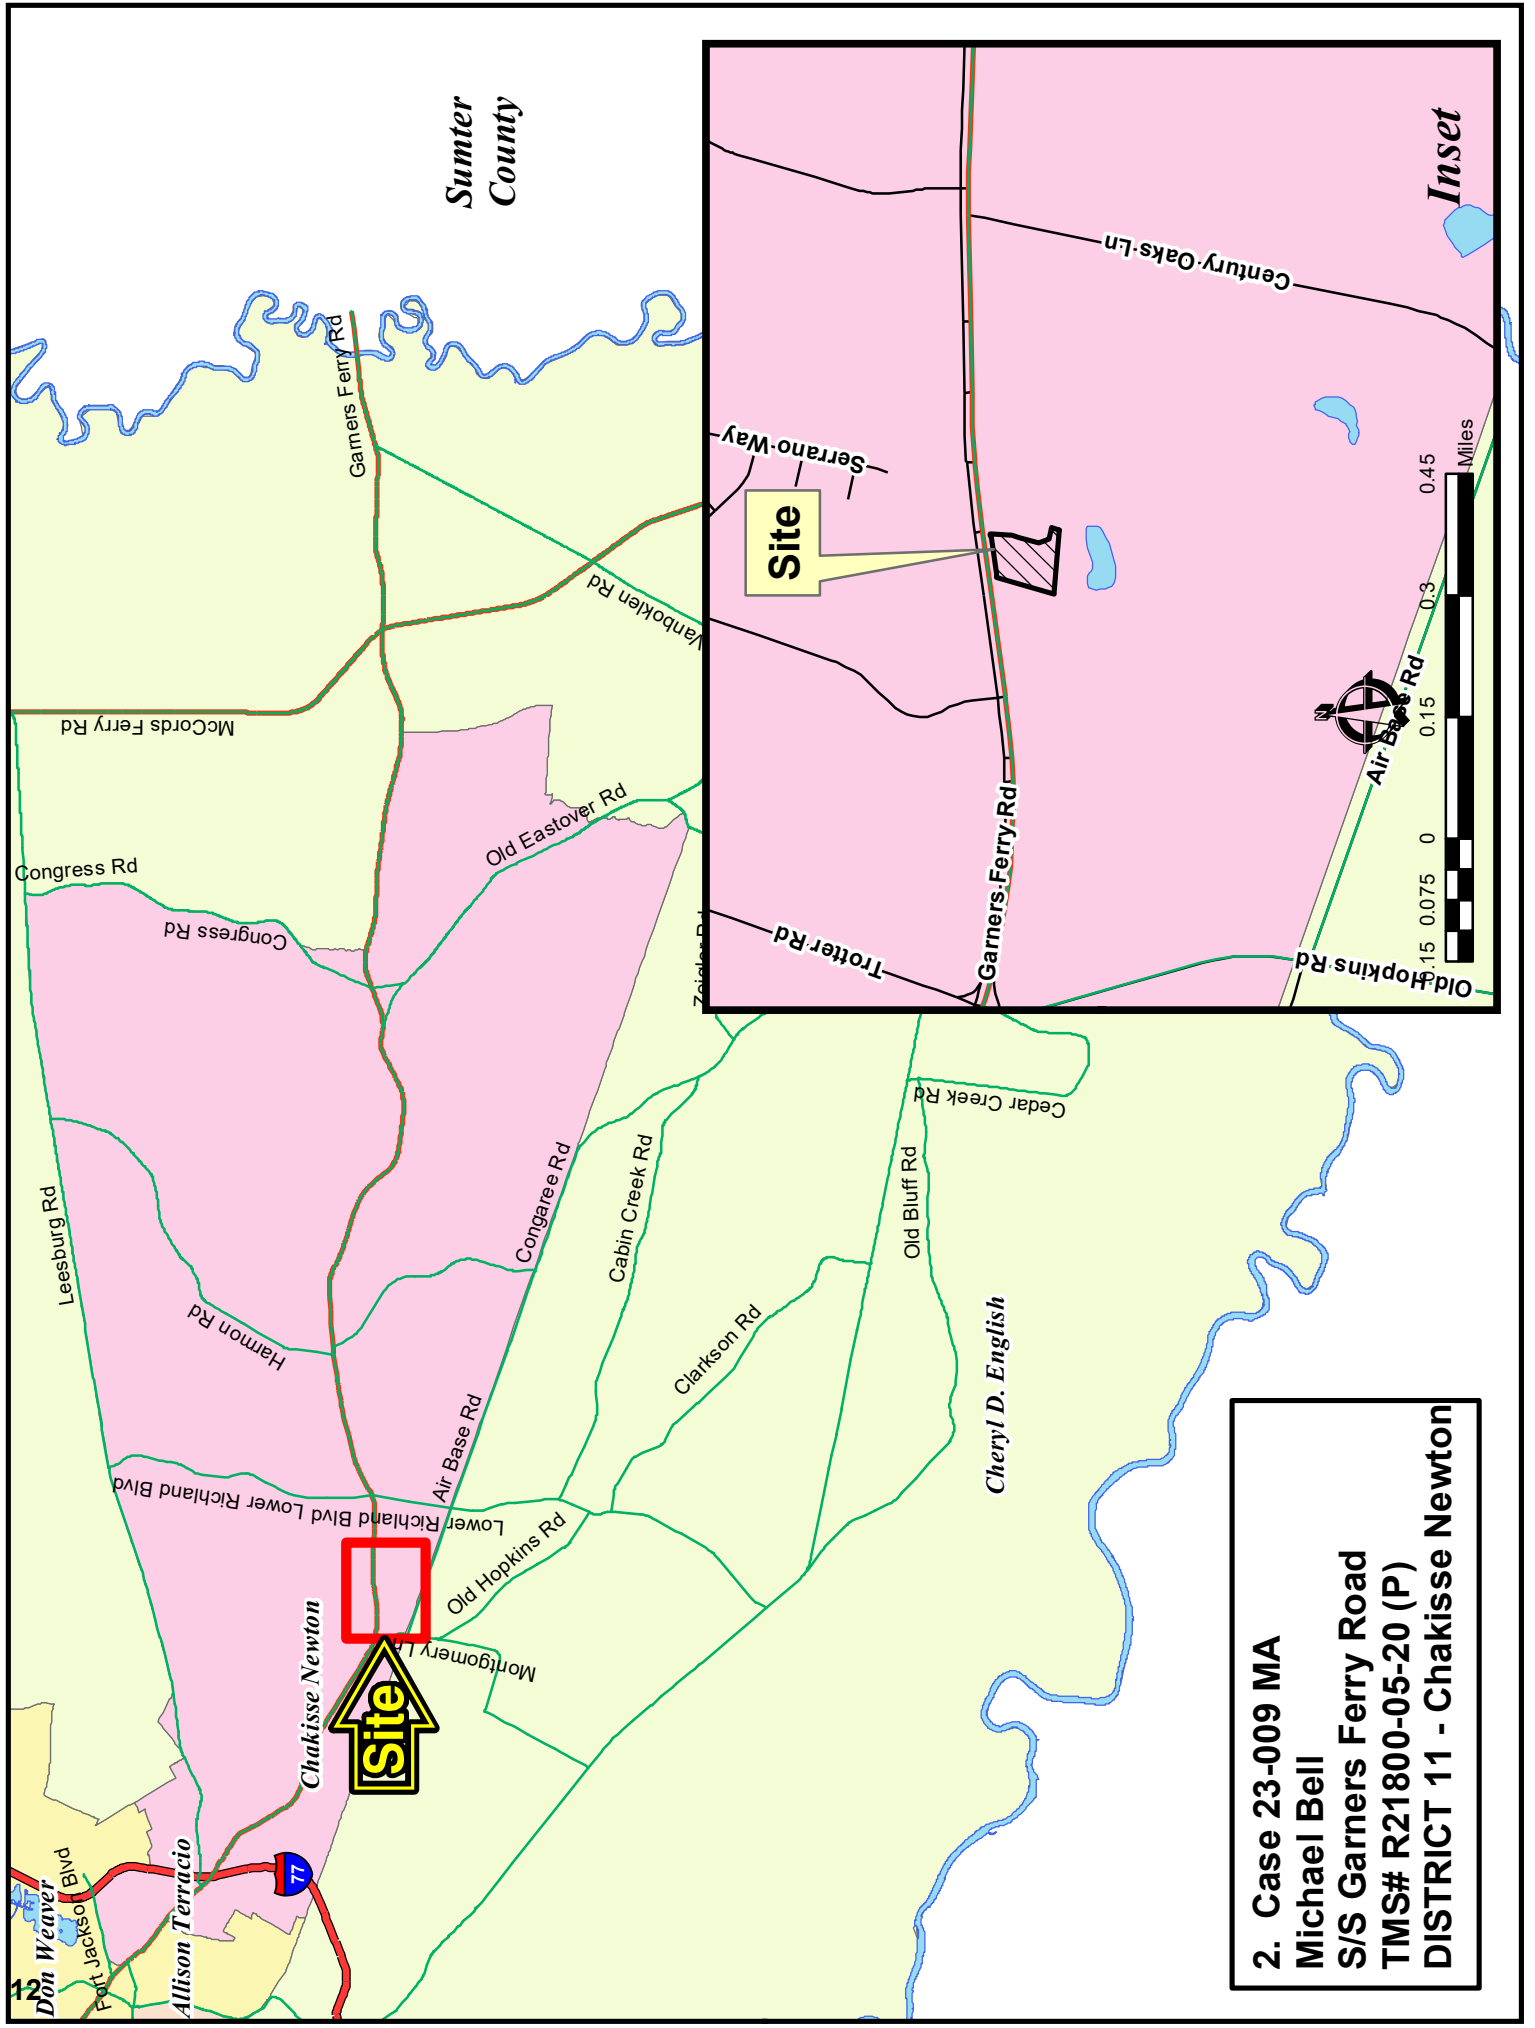 12
Don Weaver
Fort Jackson Blvd
Allison Terracio
77
Chakisse Newton
Site
Leesburg Rd
Harmon Rd
Lower Richland Blvd
Lower Richland Blvd
Air Base Rd
Montgomery Ln
Old Hopkins Rd
Congaree Rd
Cabin Creek Rd
Clarkson Rd
Old Bluff Rd
Cedar Creek Rd
Cheryl D. English
Congress Rd
Congress Rd
Old Eastover Rd
McCords Ferry Rd
Vanboklen Rd
Garners Ferry Rd
Sumter
County
Site
Trotter Rd
Garners Ferry Rd
Serrano Way
Century Oaks Ln
Old Hopkins Rd
Air Base Rd
N
0.15 0.075 0 0.15 0.3 0.45
Miles
Inset
2. Case 23-009 MA
Michael Bell
S/S Garners Ferry Road
TMS# R21800-05-20 (P)
DISTRICT 11 - Chakisse Newton